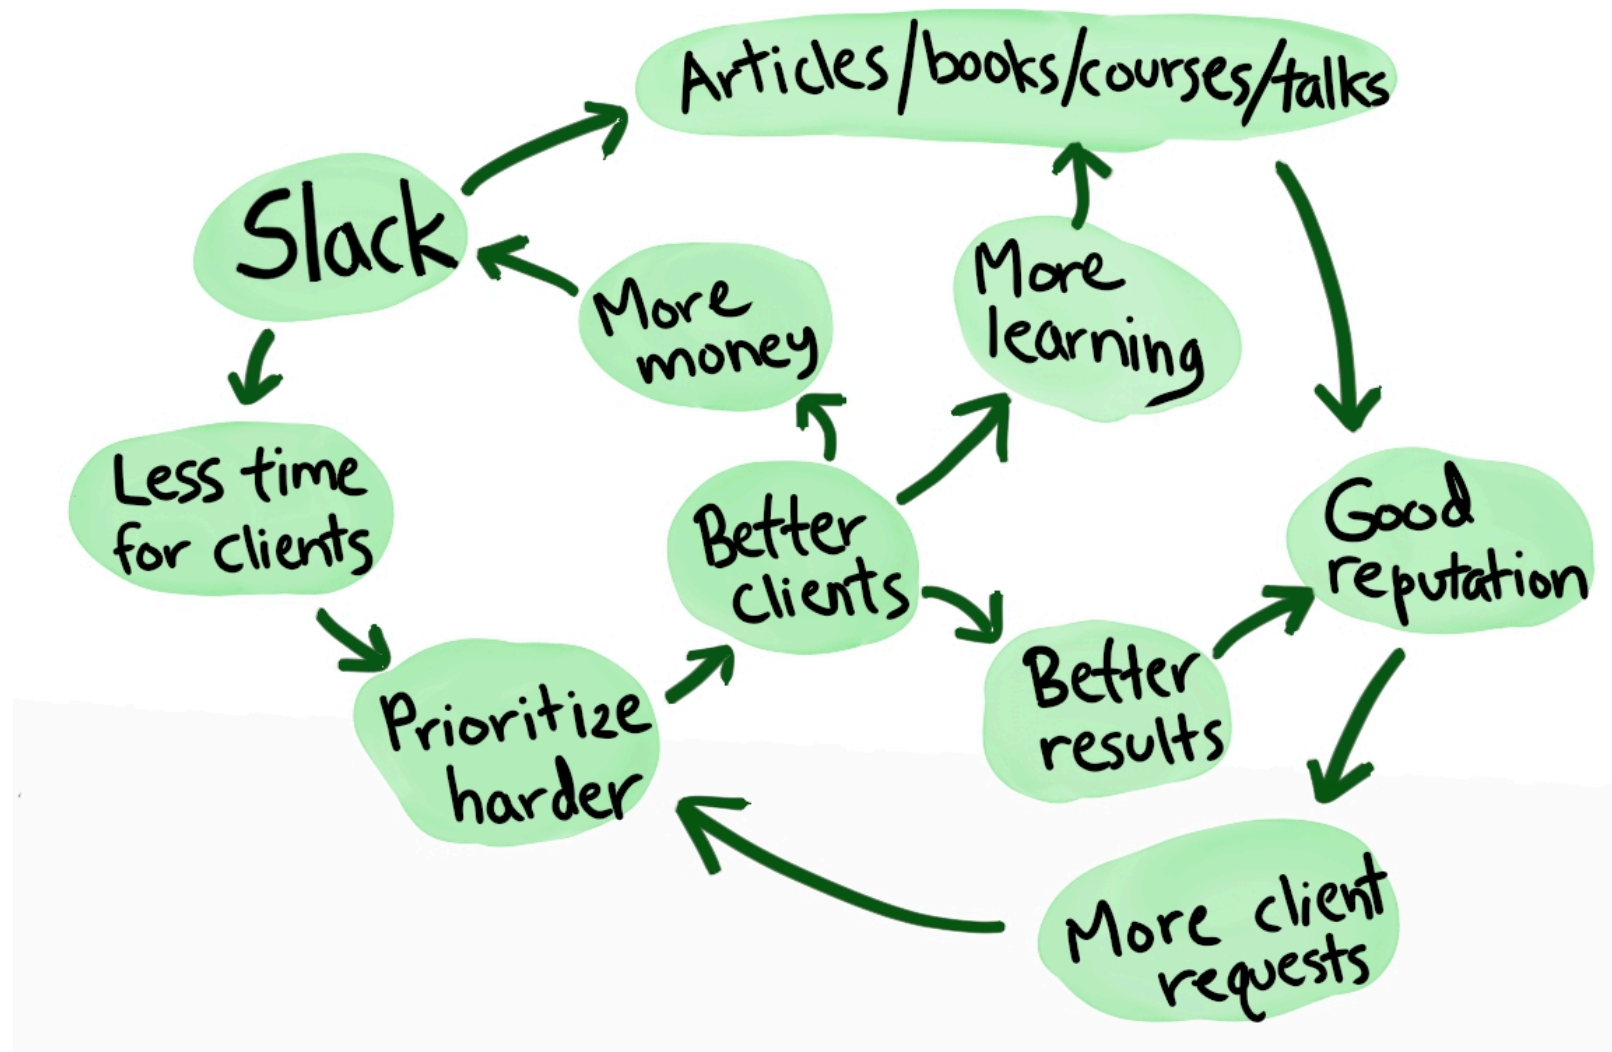 Articles/books/courses/talks
Slack
More
money
More
learning
Less time
for clients
Better
clients
Good
reputation
Prioritize
harder
Better
results
More client
requests